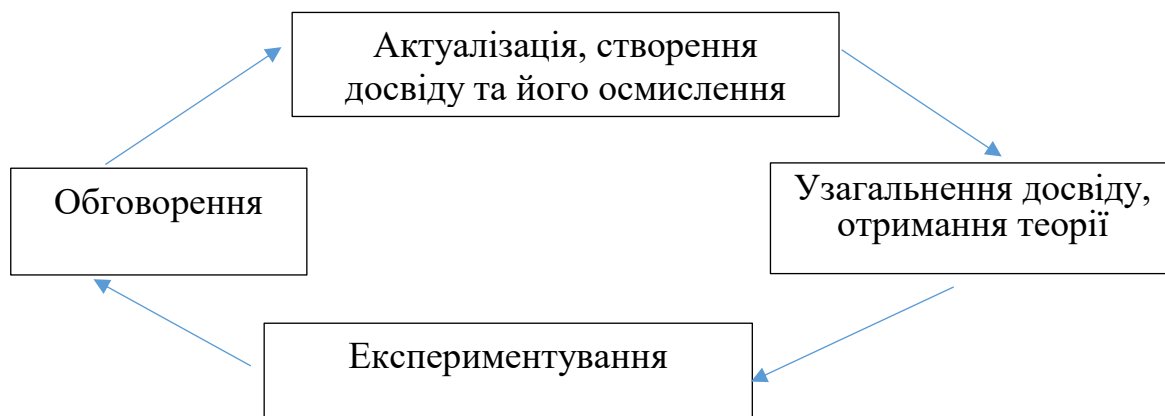 Актуалізація, створення
досвіду та його осмислення
Обговорення
Узагальнення досвіду,
отримання теорії
Експериментування